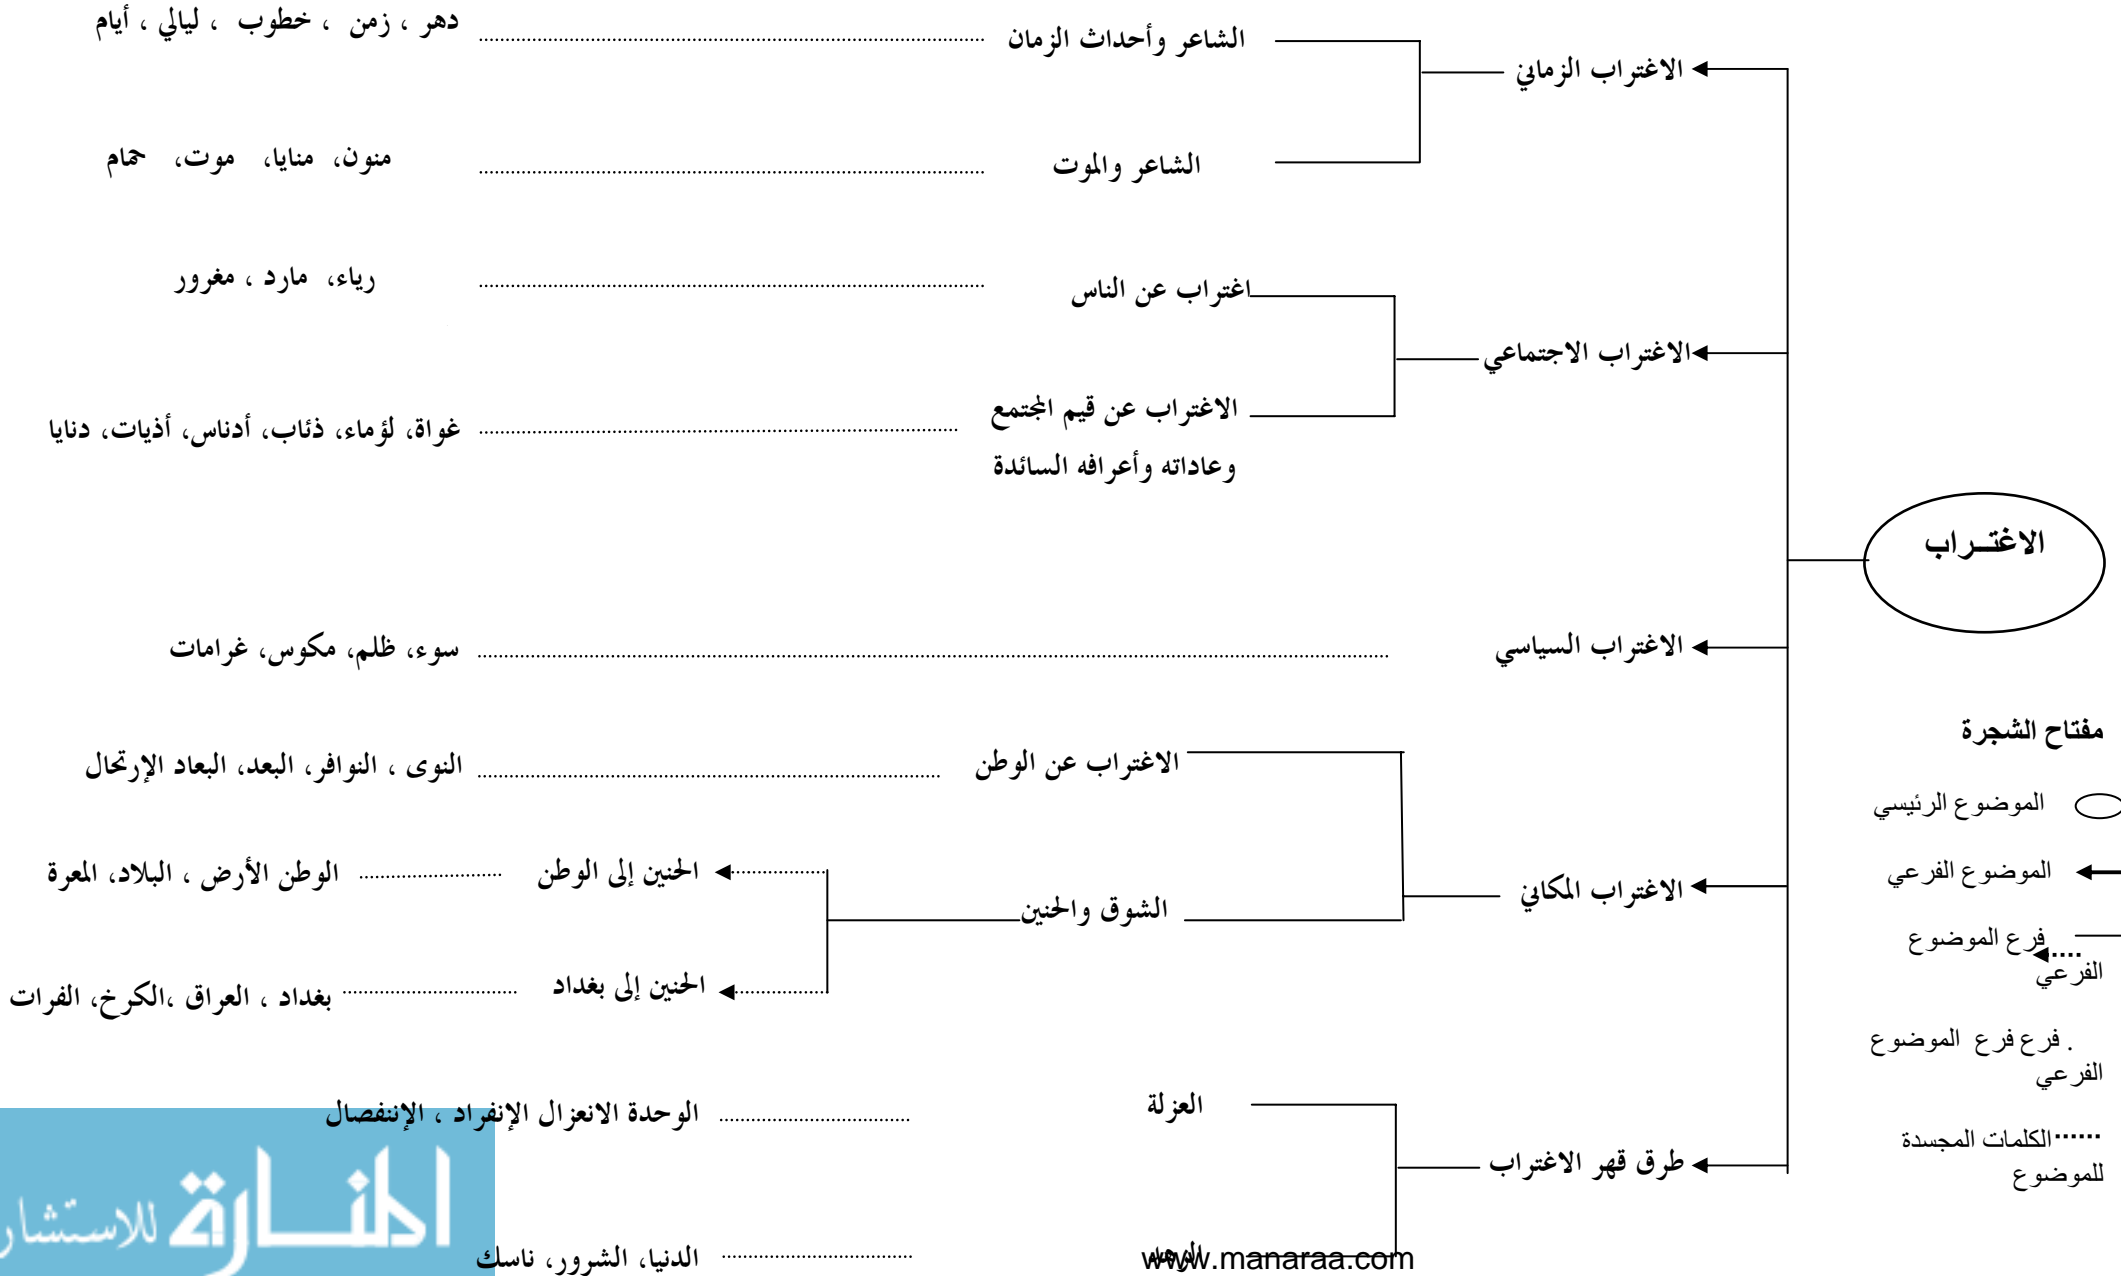 الاغتــراب
الاغتراب الزماني
الشاعر وأحداث الزمان
دهر ، زمن ، خطوب ، ليالي ، أيام
الشاعر والموت
منون، منايا، موت، حمام
الاغتراب الاجتماعي
اغتراب عن الناس
رياء، مارد ، مغرور
الاغتراب عن قيم المجتمع
وعاداته وأعرافه السائدة
غواة، لؤماء، ذئاب، أدناس، أذيات، دنايا
الاغتراب السياسي
سوء، ظلم، مكوس، غرامات
الاغتراب المكاني
الاغتراب عن الوطن
النوى ، النوافر، البعد، البعاد الإرتحال
الشوق والحنين
الحنين إلى الوطن
الوطن الأرض ، البلاد، المعرة
الحنين إلى بغداد
بغداد ، العراق ،الكرخ، الفرات
طرق قهر الاغتراب
العزلة
الوحدة الانعزال الإنفراد ، الإننفصال
الدنيا، الشرور، ناسك
مفتاح الشجرة
الموضوع الرئيسي
الموضوع الفرعي
فرع الموضوع
الفرعي
. فرع فرع الموضوع
الفرعي
الكلمات المجسدة
للموضوع
المنــارة للاستشار
www.manaraa.com